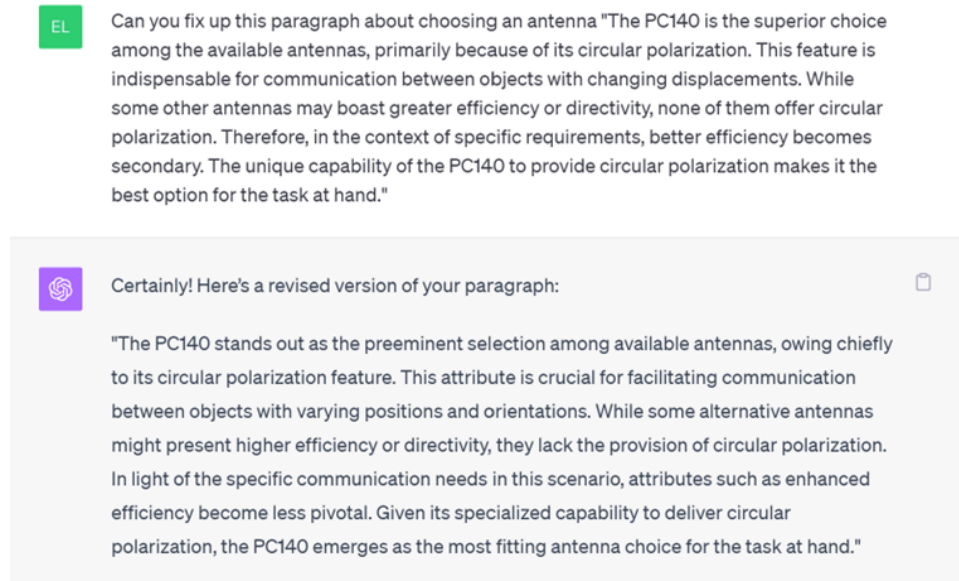 EL
Can you fix up this paragraph about choosing an antenna "The PC140 is the superior choice
among the available antennas, primarily because of its circular polarization. This feature is
indispensable for communication between objects with changing displacements. While
some other antennas may boast greater efficiency or directivity, none of them offer circular
polarization. Therefore, in the context of specific requirements, better efficiency becomes
secondary. The unique capability of the PC140 to provide circular polarization makes it the
best option for the task at hand."
Certainly! Here's a revised version of your paragraph:
"The PC140 stands out as the preeminent selection among available antennas, owing chiefly
to its circular polarization feature. This attribute is crucial for facilitating communication
between objects with varying positions and orientations. While some alternative antennas
might present higher efficiency or directivity, they lack the provision of circular polarization.
In light of the specific communication needs in this scenario, attributes such as enhanced
efficiency become less pivotal. Given its specialized capability to deliver circular
polarization, the PC140 emerges as the most fitting antenna choice for the task at hand."